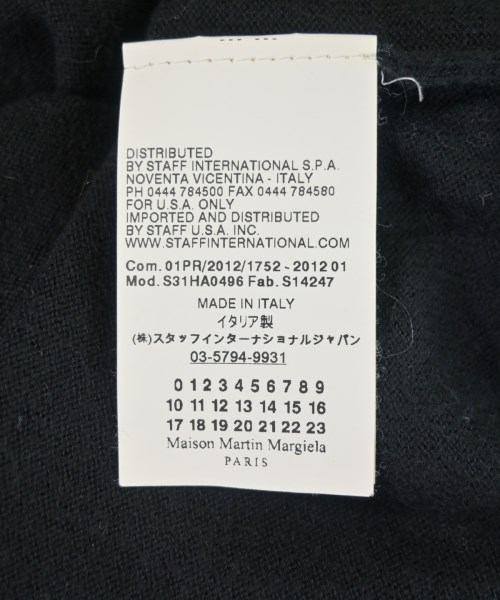 DISTRIBUTED
BY STAFF INTERNATIONAL S.P.A.
NOVENTA VICENTINA - ITALY
PH 0444 784500 FAX 0444 784580
FOR U.S.A. ONLY
IMPORTED AND DISTRIBUTED
BY STAFF U.S.A. INC.
WWW.STAFFINTERNATIONAL.COM
Com. 01PR/2012/1752 - 2012 01
Mod. S31HA0496 Fab. S14247
MADE IN ITALY
イタリア製
(株)スタッフインターナショナルジャパン
03-5794-9931
0 1 2 3 4 5 6 7 8 9
10 11 12 13 14 15 16
17 18 19 20 21 22 23
Maison Martin Margiela
PARIS